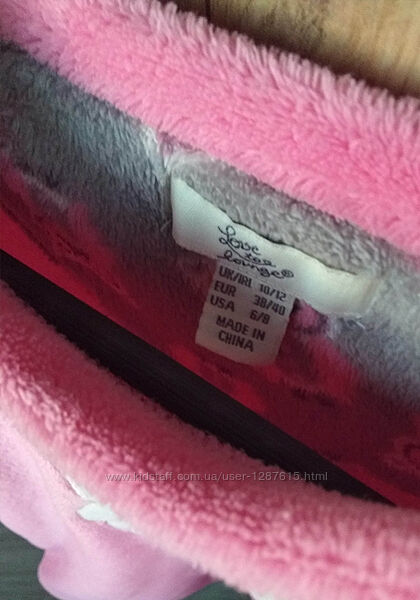 Love
to
lounge®
UK/IRL 10/12
EUR 38/40
USA 6/8
MADE IN
CHINA
www.kidstaff.com.ua/user-1287615.html